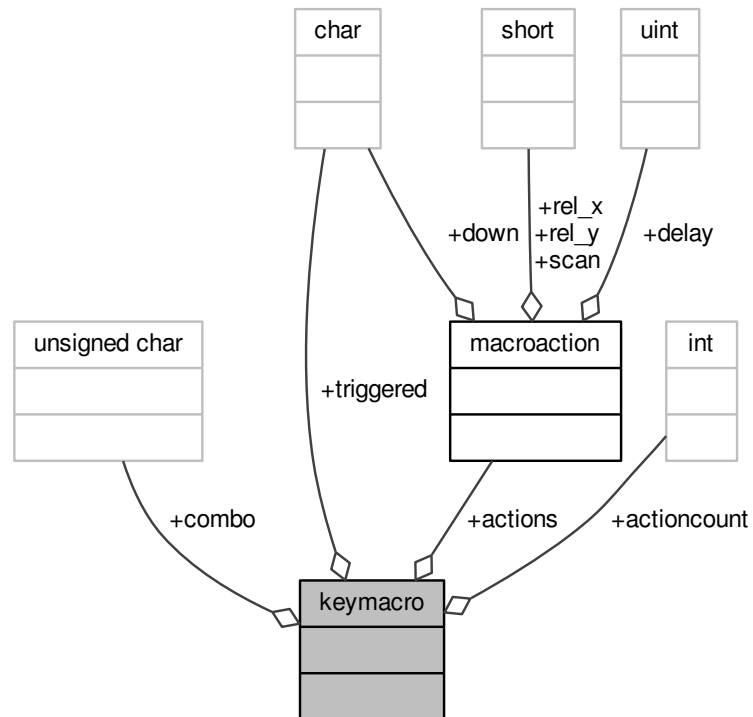 char
short
uint
+down
+rel_x
+rel_y
+scan
+delay
unsigned char
macroaction
int
+triggered
+combo
+actions
+actioncount
keymacro